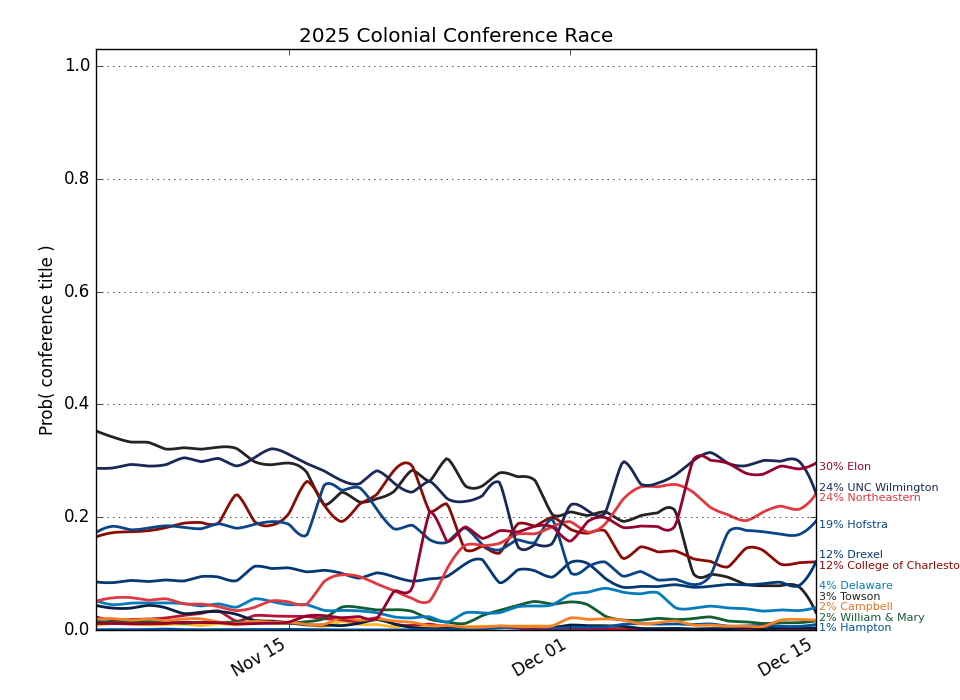 2025 Colonial Conference Race
Prob( conference title )
1.0
0.8
0.6
0.4
0.2
0.0
Nov 15
Dec 01
Dec 15
30% Elon
24% UNC Wilmington
24% Northeastern
19% Hofstra
12% Drexel
12% College of Charlesto
4% Delaware
3% Towson
2% Campbell
2% William & Mary
1% Hampton